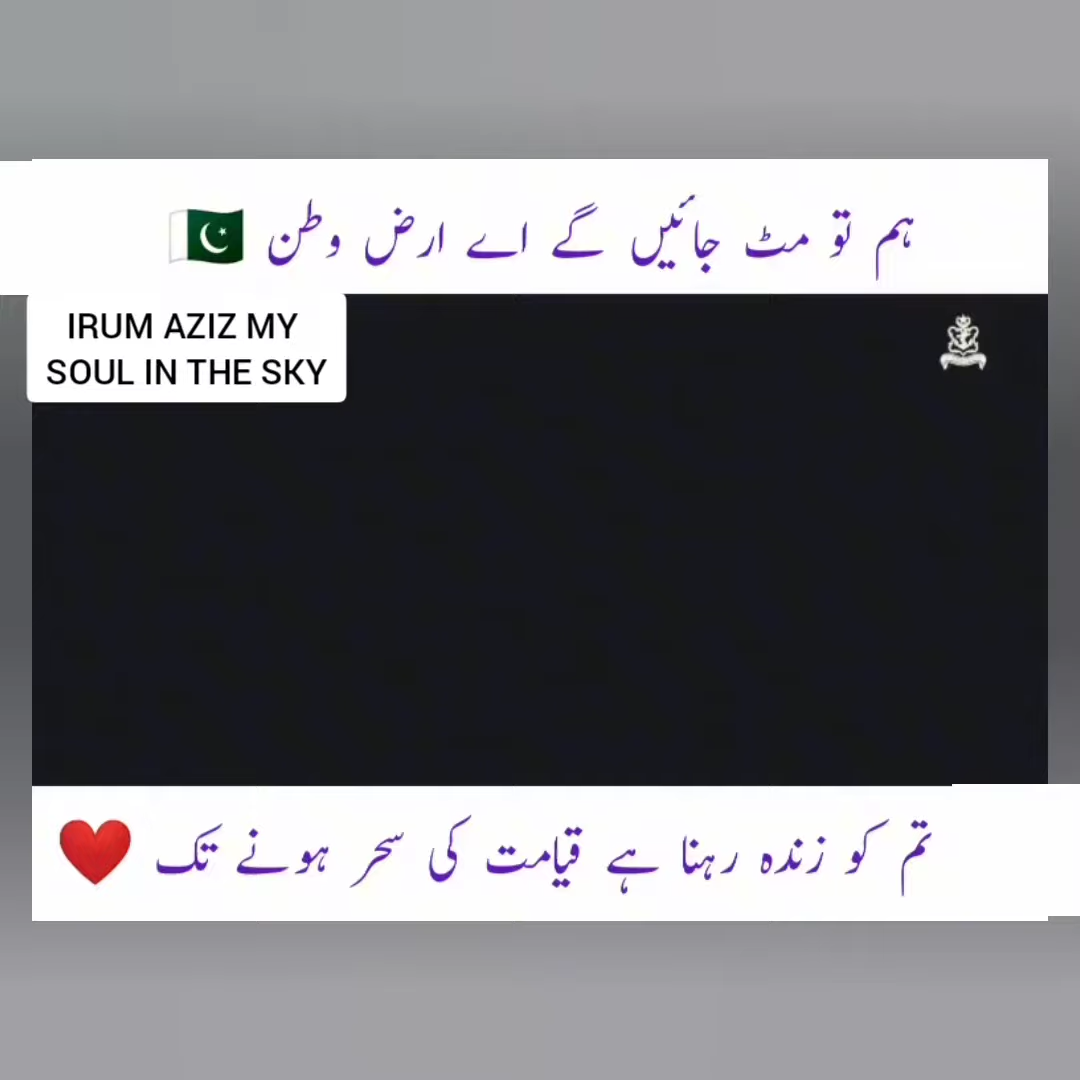 ہم تو مٹ جائیں گے اے ارض وطن 🇵🇰
IRUM AZIZ MY
SOUL IN THE SKY
تم کو زندہ رہنا ہے قیامت کی سحر ہونے تک ❤️